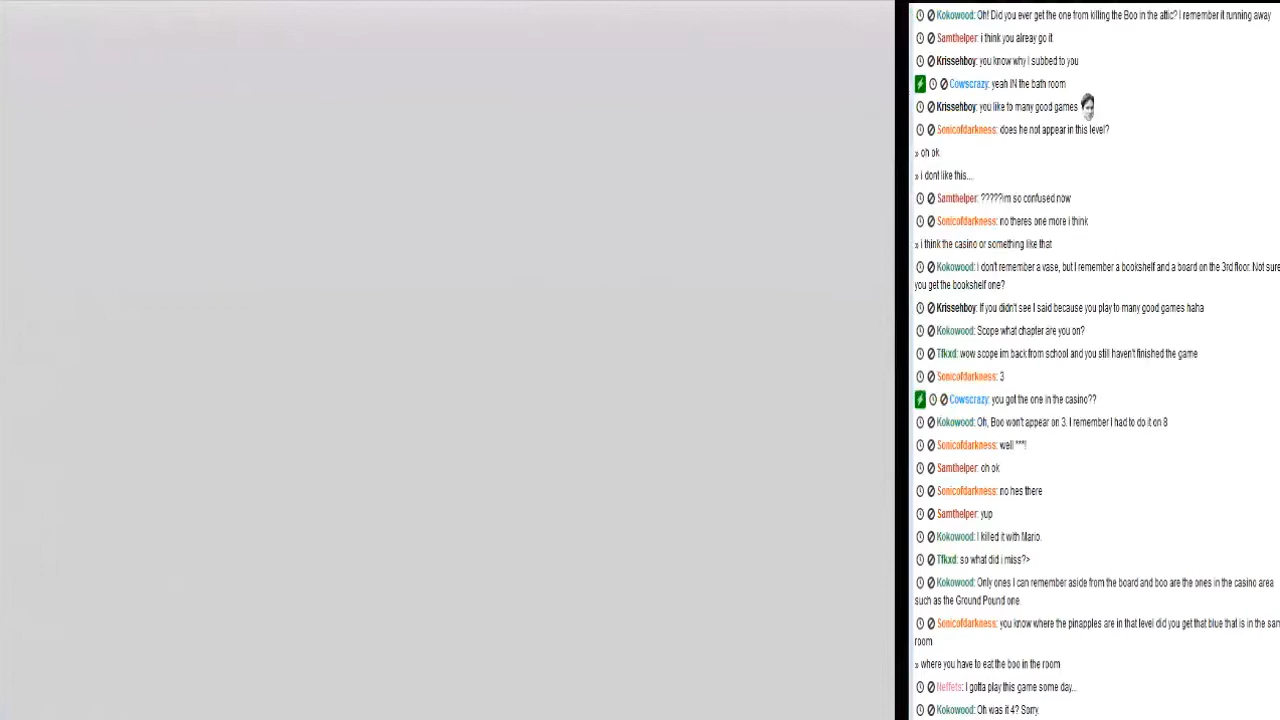 Kokowood: Oh! Did you ever get the one from killing the Boo in the attic? I remember it running away
Samthelper: i think you alreay go it
Krissehboy: you know why I subbed to you
Cowscrazy: yeah IN the bath room
Krissehboy: you like to many good games
Sonicofdarkness: does he not appear in this level?
» oh ok
» i dont like this....
Samthelper: ?????im so confused now
Sonicofdarkness: no theres one more i think
» i think the casino or something like that
Kokowood: I don't remember a vase, but I remember a bookshelf and a board on the 3rd floor. Not sure
you get the bookshelf one?
Krissehboy: If you didn't see I said because you play to many good games haha
Kokowood: Scope what chapter are you on?
Tfkxd: wow scope im back from school and you still haven't finished the game
Sonicofdarkness: 3
Cowscrazy: you got the one in the casino??
Kokowood: Oh, Boo won't appear on 3. I remember I had to do it on 8
Sonicofdarkness: well ***!
Samthelper: oh ok
Sonicofdarkness: no hes there
Samthelper: yup
Kokowood: I killed it with Mario.
Tfkxd: so what did i miss?>
Kokowood: Only ones I can remember aside from the board and boo are the ones in the casino area
such as the Ground Pound one
Sonicofdarkness: you know where the pinapples are in that level did you get that blue that is in the sam
room
» where you have to eat the boo in the room
Neffets: I gotta play this game some day...
Kokowood: Oh was it 4? Sorry